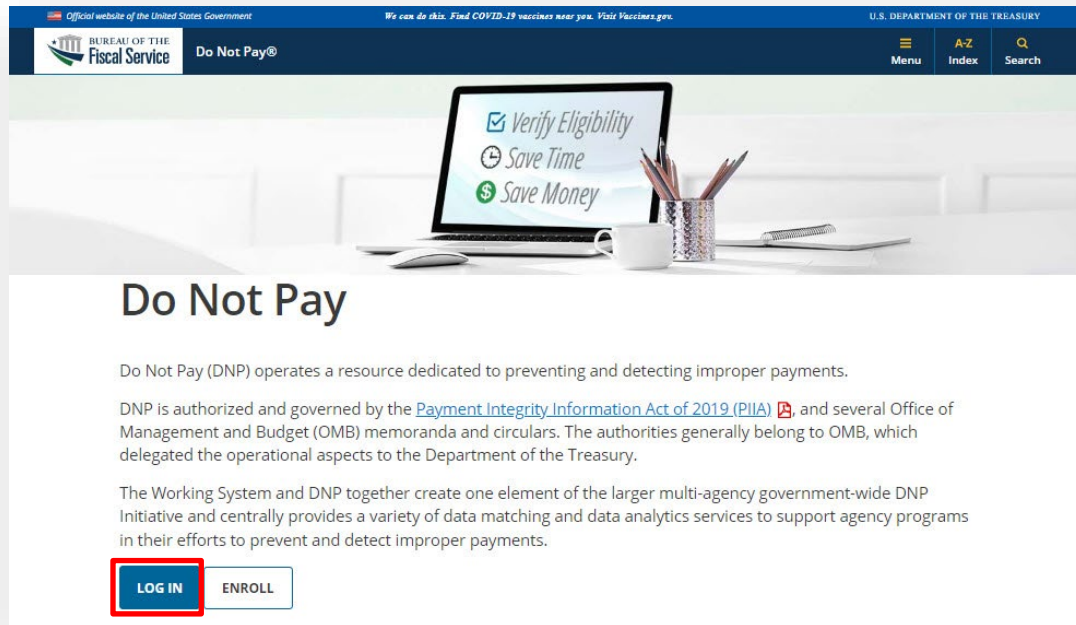 Official website of the United States Government
We can do this. Find COVID-19 vaccines near you. Visit Vaccines.gov.
U.S. DEPARTMENT OF THE TREASURY
BUREAU OF THE
Fiscal Service
Do Not Pay®
Menu
A-Z
Index
Search
Verify Eligibility
Save Time
$ Save Money
Do Not Pay
Do Not Pay (DNP) operates a resource dedicated to preventing and detecting improper payments.
DNP is authorized and governed by the Payment Integrity Information Act of 2019 (PIIA), and several Office of
Management and Budget (OMB) memoranda and circulars. The authorities generally belong to OMB, which
delegated the operational aspects to the Department of the Treasury.
The Working System and DNP together create one element of the larger multi-agency government-wide DNP
Initiative and centrally provides a variety of data matching and data analytics services to support agency programs
in their efforts to prevent and detect improper payments.
LOG IN
ENROLL